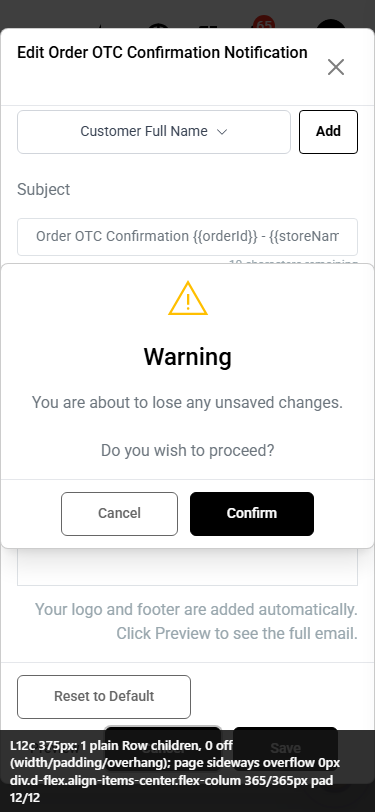 65
Edit Order OTC Confirmation Notification
Customer Full Name
Add
Subject
Order OTC Confirmation {{orderId}} - {{storeNam
Warning
You are about to lose any unsaved changes.
Do you wish to proceed?
Cancel
Confirm
Your logo and footer are added automatically.
Click Preview to see the full email.
Reset to Default
Save
L12c 375px: 1 plain Row children, 0 off
(width/padding/overhang); page sideways overflow 0px
div.d-flex.align-items-center.flex-colum 365/365px pad
12/12